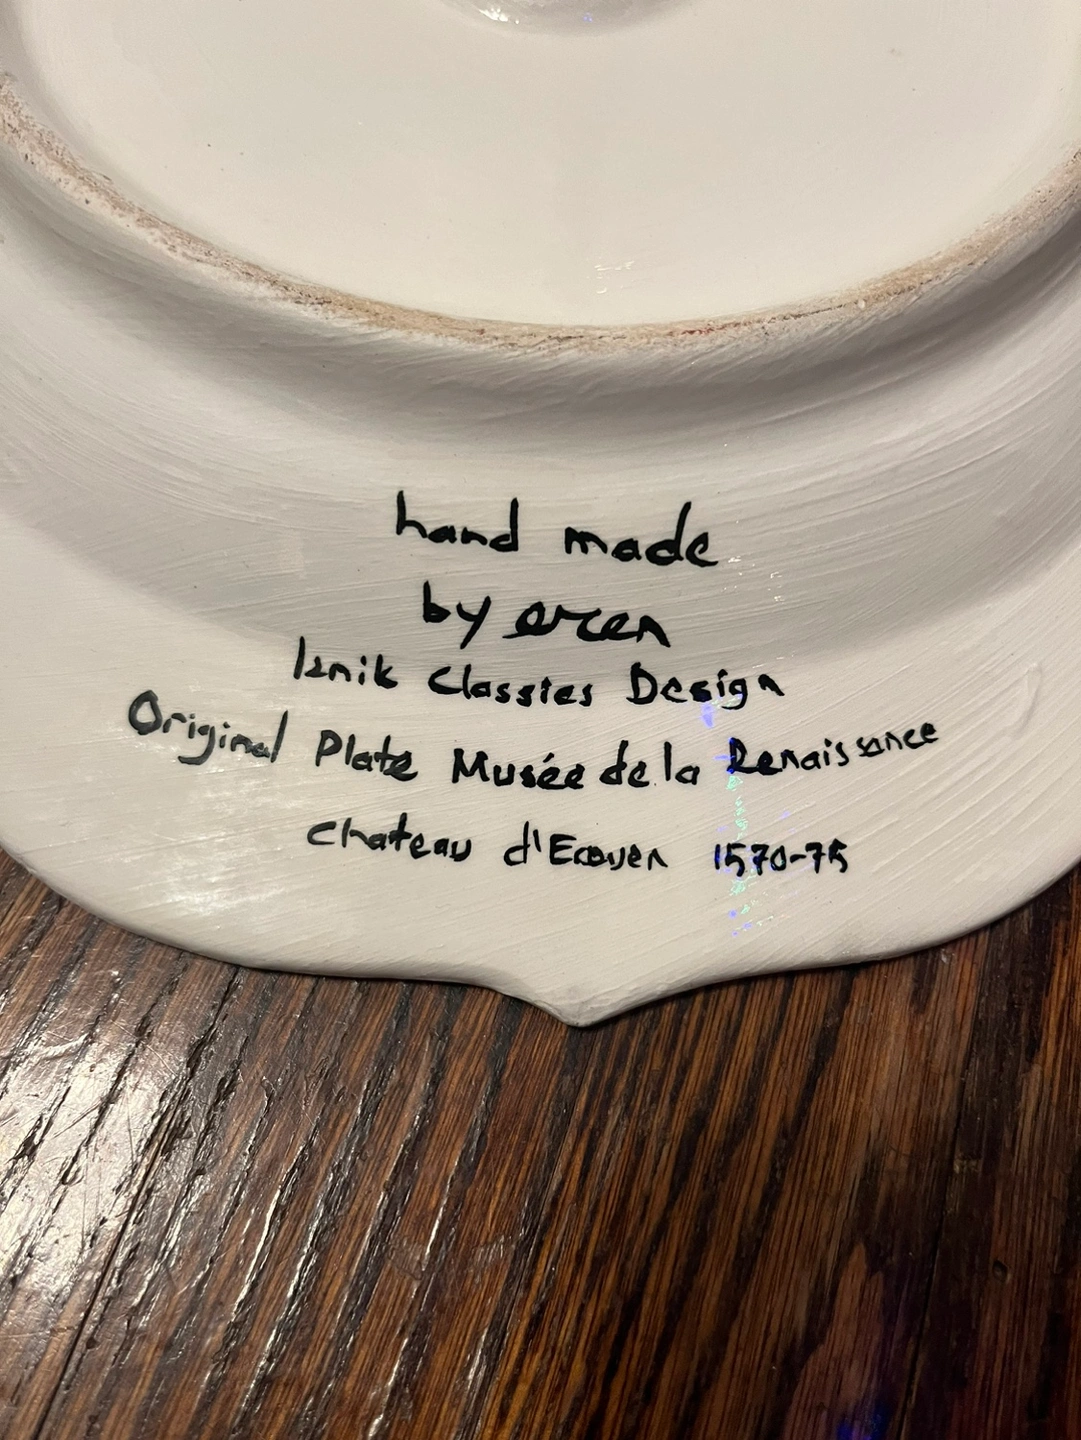 hand made
by ercen
Iznik Classics Design
Original Plate Musée de la Renaissance
Chateau d'Ecouen 1570-75